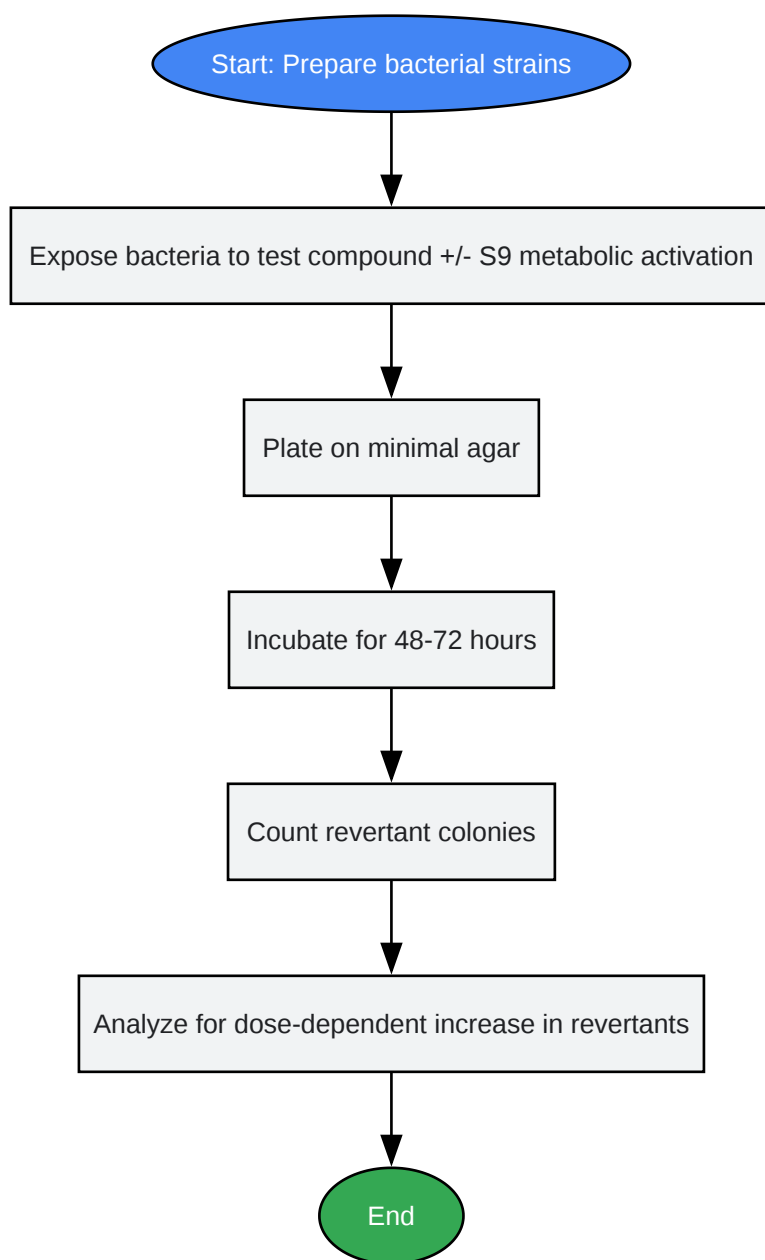 Start: Prepare bacterial strains
Expose bacteria to test compound +/- S9 metabolic activation
Plate on minimal agar
Incubate for 48-72 hours
Count revertant colonies
Analyze for dose-dependent increase in revertants
End